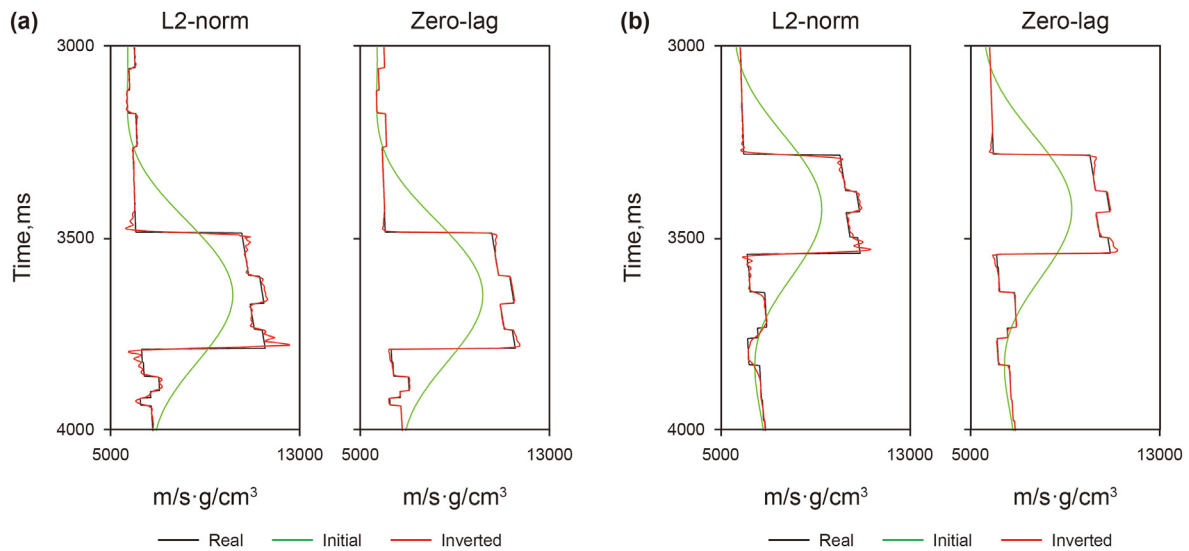 (a)
L2-norm
Zero-lag
3000
3500
4000
Time,ms
5000
13000
5000
13000
m/s·g/cm³
m/s·g/cm³
Real
Initial
Inverted
(b)
L2-norm
Zero-lag
3000
3500
4000
Time,ms
5000
13000
5000
13000
m/s·g/cm³
m/s·g/cm³
Real
Initial
Inverted